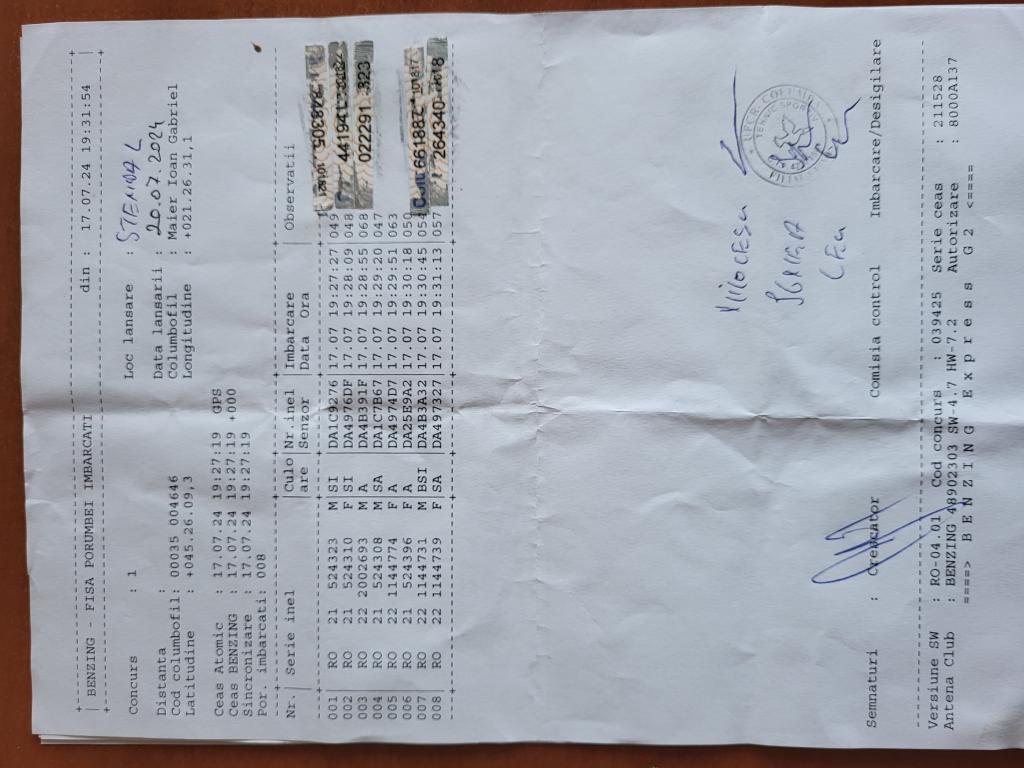 BENZING - FISA PORUMBEI IMBARCATI din : 17.07.24 19:31:54
Concurs : 1 Loc lansare : STENDAL
Distanta : Data lansarii : 20.07.2024
Cod columbofil: 00035 004646 Columbofil : Maier Ioan Gabriel
Latitudine : +045.26.09,3 Longitudine : +021.26.31,1
Ceas Atomic : 17.07.24 19:27:19 GPS
Ceas BENZING : 17.07.24 19:27:19 +000
Sincronizare : 17.07.24 19:27:19
Por. imbarcati: 008
Nr. | Serie inel | Culo | Nr.inel | Imbarcare | Observatii
are | Senzor | Data Ora
001 | RO 21 524323 M SI |DA1C9276 | 17.07 19:27:27 | 049
002 | RO 21 524310 F SI |DA4976DF | 17.07 19:28:09 | 048 441941
003 | RO 22 2002693 M A |DA4B391F | 17.07 19:28:55 | 068 022291 323
004 | RO 21 524308 M SA |DA1C7B67 | 17.07 19:29:20 | 047
005 | RO 22 1144774 F A |DA4974D7 | 17.07 19:29:51 | 063
006 | RO 21 524396 F A |DA25E9A2 | 17.07 19:30:18 | 050
007 | RO 22 1144731 M BSI |DA4B3A32 | 17.07 19:30:45 | 054
008 | RO 22 1144739 F SA |DA497327 | 17.07 19:31:13 | 057 264340
UFCR COLUMBA
TEHNIC SPORTIV
Semnaturi : Crescator Comisia control Imbarcare/Desigilare
Versiune SW : RO-04.01 Cod concurs : 039425 Serie ceas : 211528
Antena Club : BENZING 48902303 SW-4.7 HW-7.2 Autorizare : 8000A137
====> B E N Z I N G E x p r e s s G 2 <====